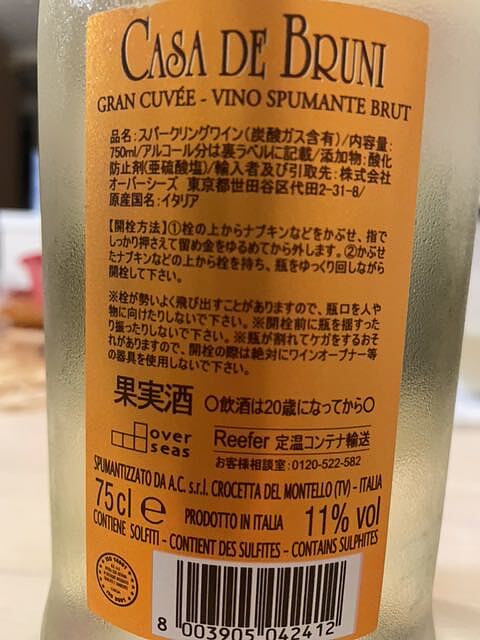 CASA DE BRUNI
GRAN CUVÉE - VINO SPUMANTE BRUT
品名:スパークリングワイン(炭酸ガス含有)/内容量:
750ml/アルコール分は裏ラベルに記載/添加物:酸化
防止剤(亜硫酸塩)/輸入者及び引取先:株式会社
オーバーシーズ 東京都世田谷区代田2-31-8/
原産国名:イタリア
【開栓方法】①栓の上からナプキンなどをかぶせ、指で
しっかり押さえて留め金をゆるめてから外します。②かぶせ
たナプキンなどの上から栓を持ち、瓶をゆっくり回しながら
開栓して下さい。
※栓が勢いよく飛び出すことがありますので、瓶口を人や
物に向けたりしないで下さい。※開栓前に瓶を揺すった
り振ったりしないで下さい。※瓶が割れてケガをするおそ
れがありますので、開栓の際は絶対にワインオープナー等
の器具を使用しないで下さい。
果実酒 〇飲酒は20歳になってから〇
over
seas
Reefer 定温コンテナ輸送
お客様相談室:0120-522-582
SPUMANTIZZATO DA A.C. s.r.l. CROCETTA DEL MONTELLO (TV) - ITALIA
75cl e PRODOTTO IN ITALIA 11% vol
CONTIENE SOLFITI - CONTIENT DES SULFITES - CONTAINS SULPHITES
8 003905 042412